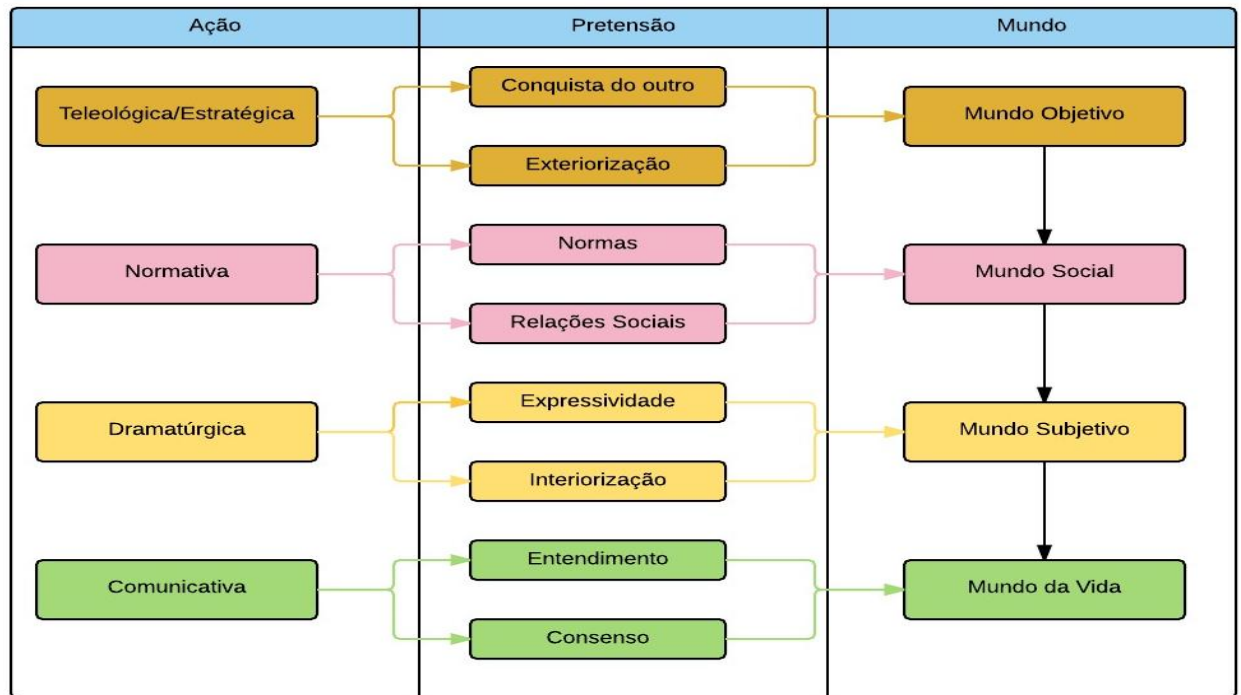 Ação
Pretensão
Mundo
Teleológica/Estratégica
Conquista do outro
Exteriorização
Mundo Objetivo
Normativa
Normas
Relações Sociais
Mundo Social
Dramatúrgica
Expressividade
Interiorização
Mundo Subjetivo
Comunicativa
Entendimento
Consenso
Mundo da Vida